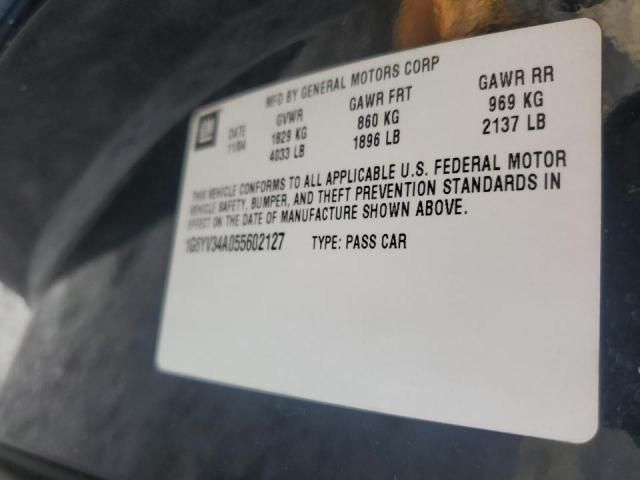 MFD BY GENERAL MOTORS CORP
GM DATE GVWR GAWR FRT GAWR RR
11/04 1829 KG 860 KG 969 KG
4033 LB 1896 LB 2137 LB
THIS VEHICLE CONFORMS TO ALL APPLICABLE U.S. FEDERAL MOTOR
VEHICLE SAFETY, BUMPER, AND THEFT PREVENTION STANDARDS IN
EFFECT ON THE DATE OF MANUFACTURE SHOWN ABOVE.
1G6YV34A055602127 TYPE: PASS CAR